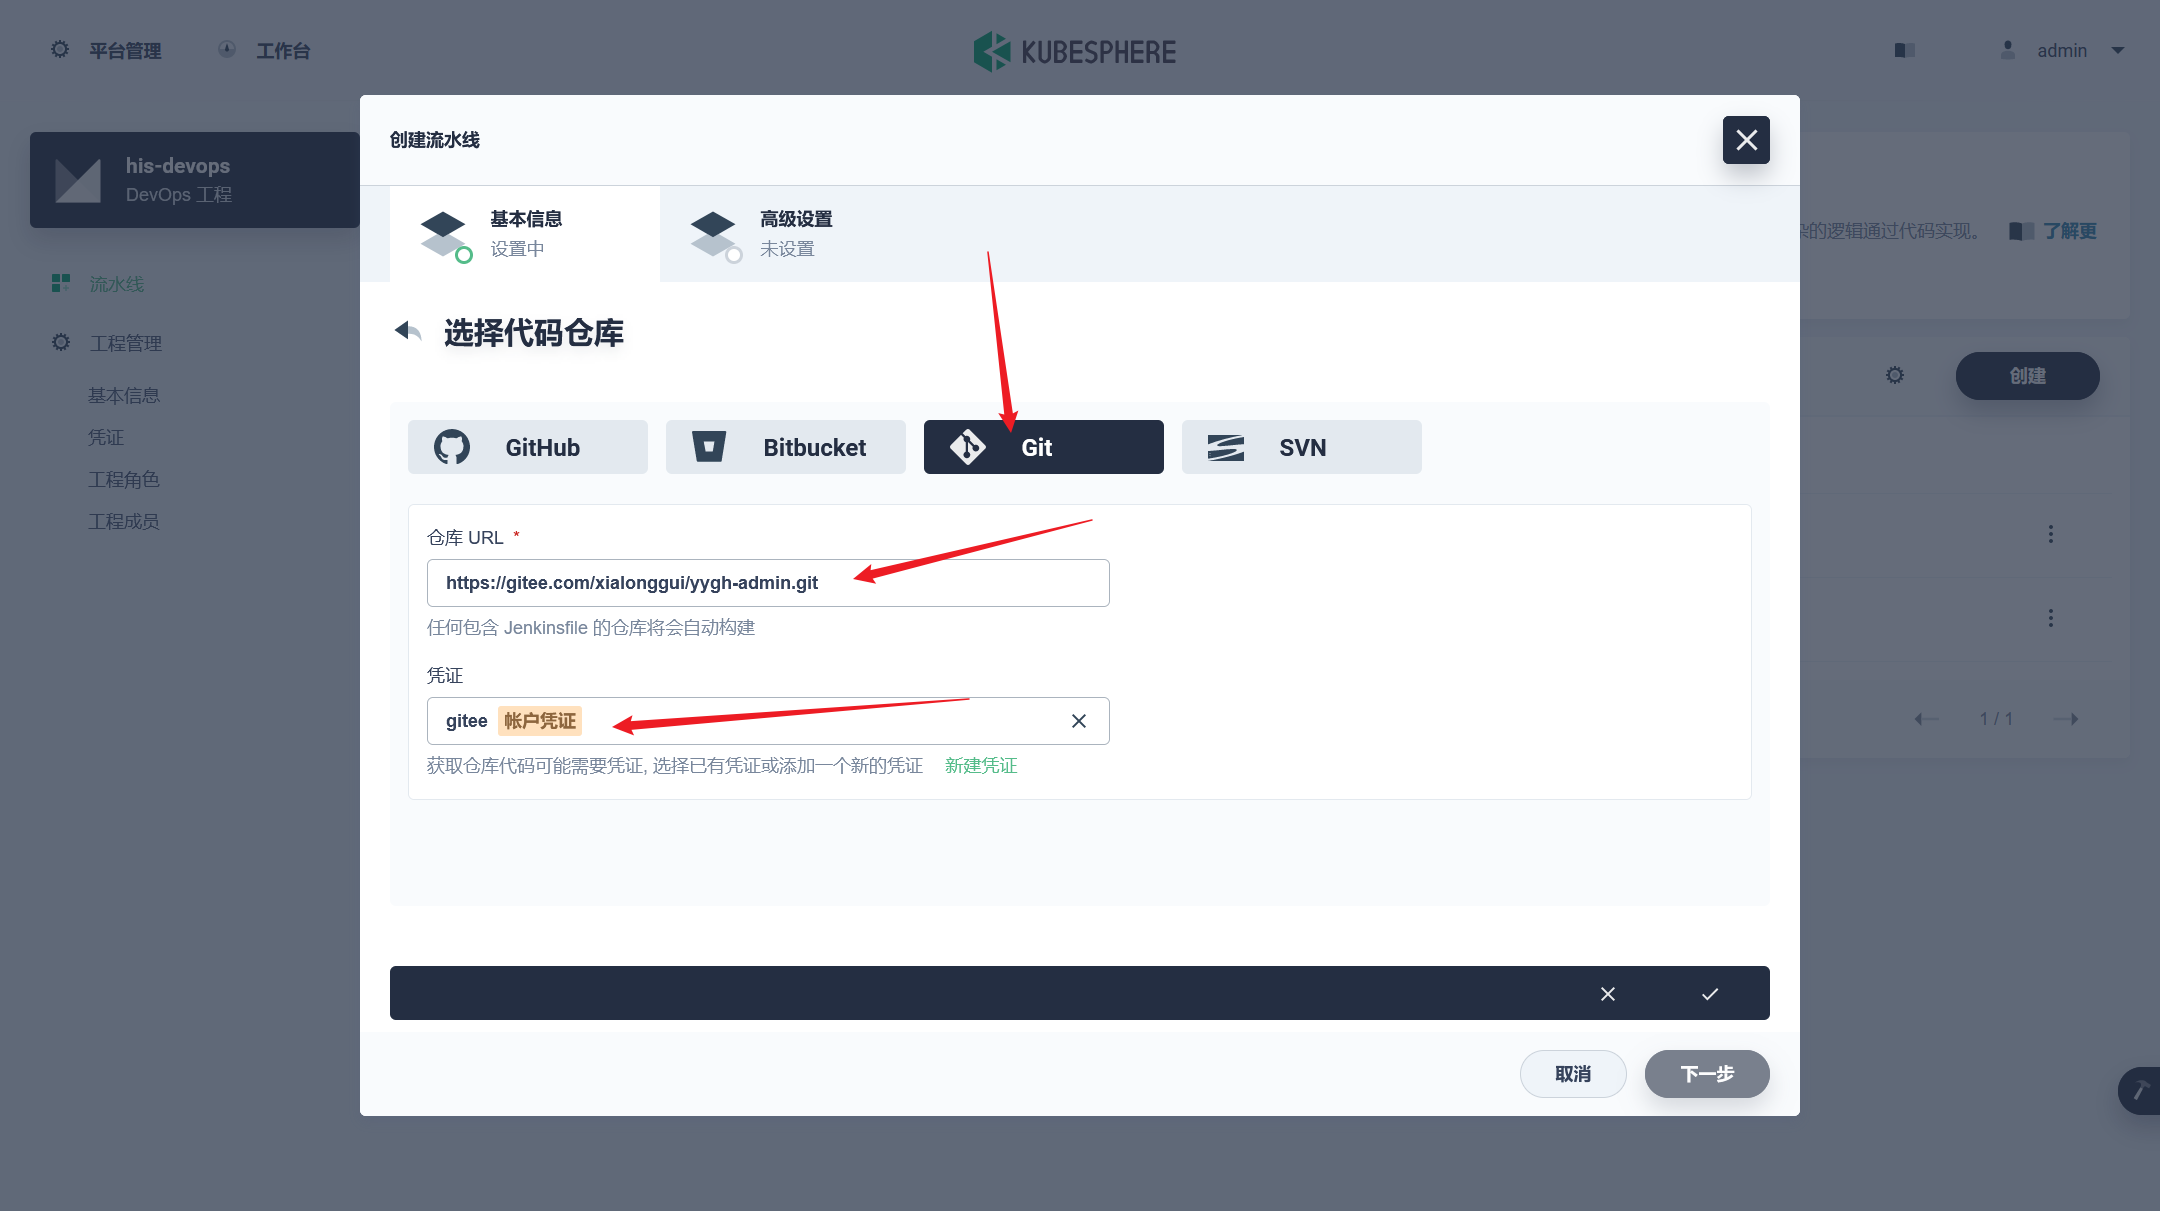 平台管理
工作台
KUBESPHERE
admin
创建流水线
his-devops
DevOps 工程
基本信息
设置中
高级设置
未设置
杂的逻辑通过代码实现。
了解更
流水线
工程管理
基本信息
凭证
工程角色
工程成员
选择代码仓库
创建
GitHub
Bitbucket
Git
SVN
仓库 URL *
https://gitee.com/xialonggui/yygh-admin.git
任何包含 Jenkinsfile 的仓库将会自动构建
凭证
gitee 帐户凭证
获取仓库代码可能需要凭证, 选择已有凭证或添加一个新的凭证 新建凭证
1 / 1
取消
下一步